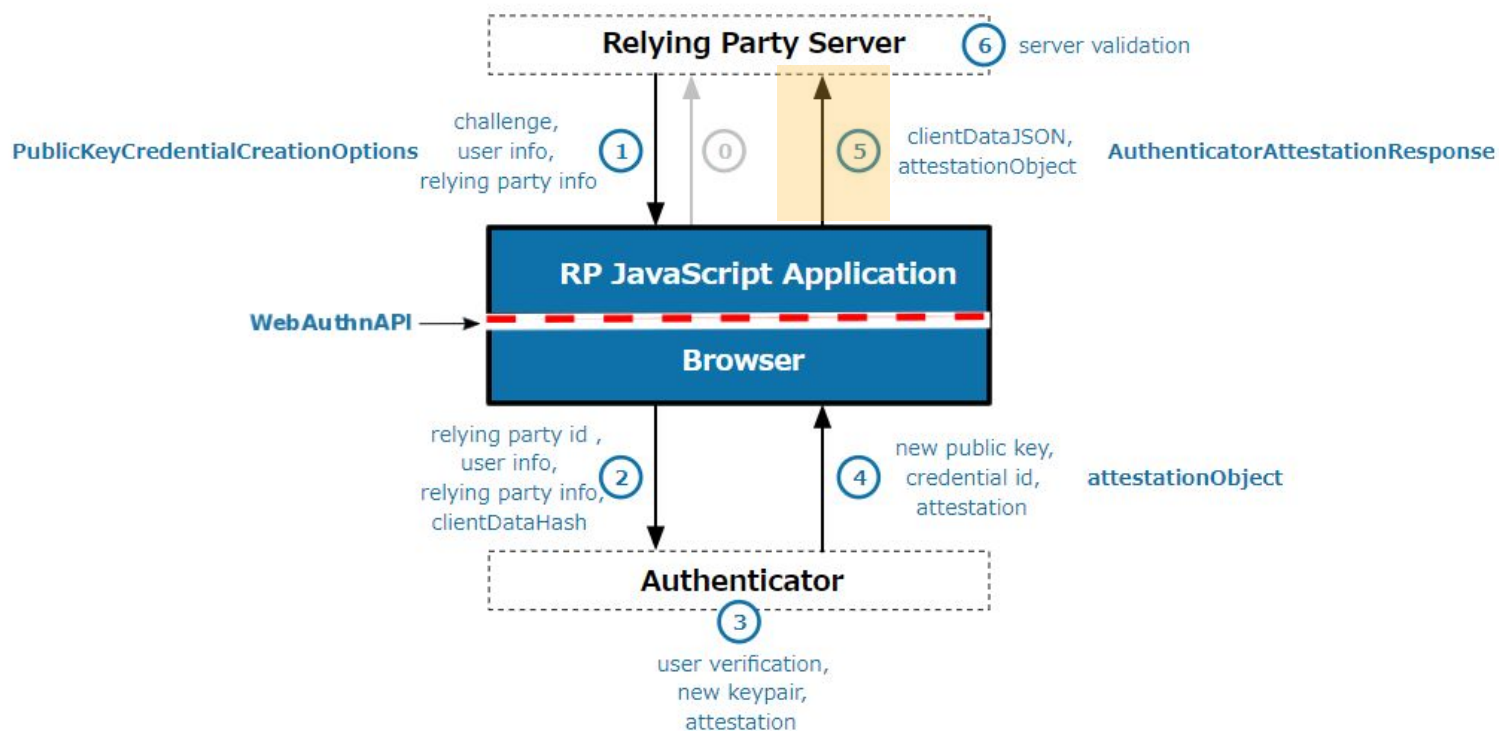 Relying Party Server
6
server validation
PublicKeyCredentialCreationOptions
challenge,
user info,
relying party info
1
0
5
clientDataJSON,
attestationObject
AuthenticatorAttestationResponse
RP JavaScript Application
WebAuthnAPI
Browser
relying party id ,
user info,
relying party info,
clientDataHash
2
4
new public key,
credential id,
attestation
attestationObject
Authenticator
3
user verification,
new keypair,
attestation